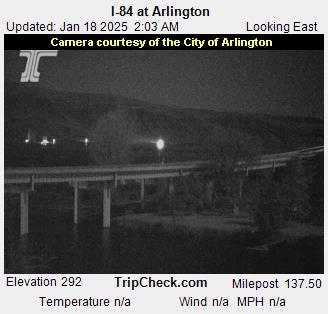 I-84 at Arlington
Updated: Jan 18 2025 2:03 AM Looking East
Camera courtesy of the City of Arlington
Elevation 292 TripCheck.com Milepost 137.50
Temperature n/a Wind n/a MPH n/a